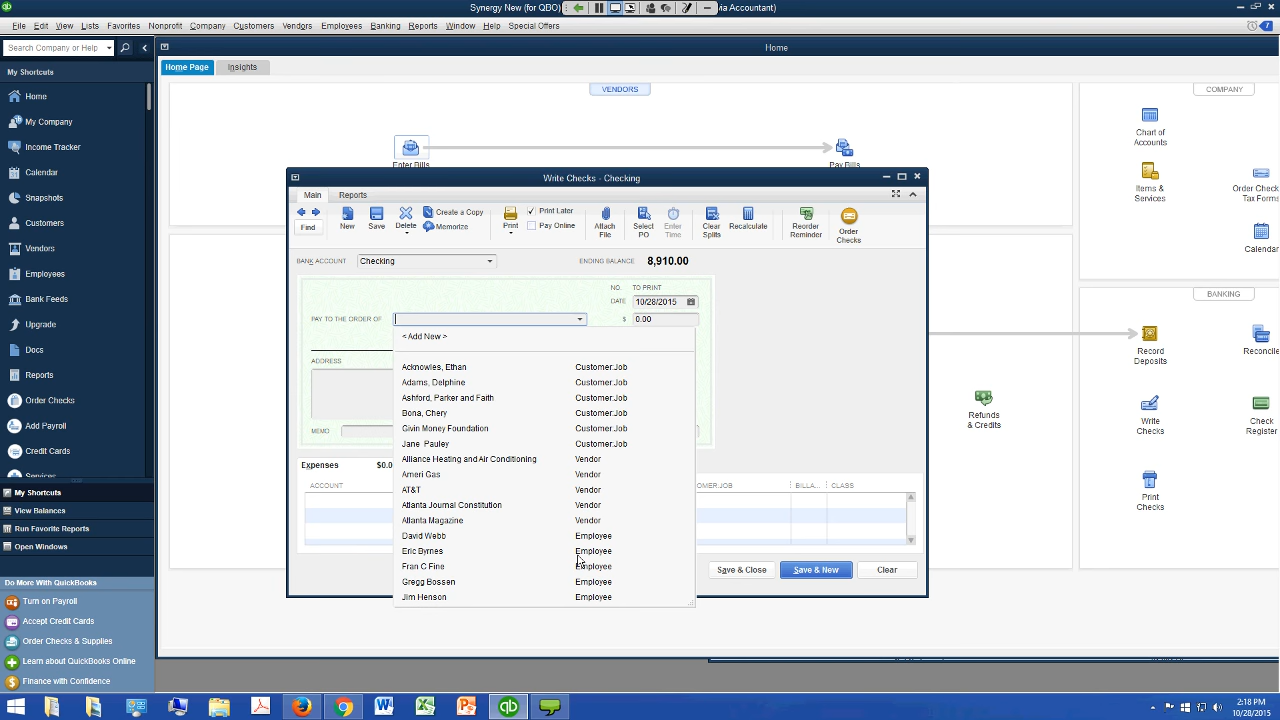 Synergy New (for QBO)
via Accountant)
File Edit View Lists Favorites Nonprofit Company Customers Vendors Employees Banking Reports Window Help Special Offers
7
Search Company or Help
Home
My Shortcuts
Home Page Insights
Home
My Company
Income Tracker
Calendar
Snapshots
Customers
Vendors
Employees
Bank Feeds
Upgrade
Docs
Reports
Order Checks
Add Payroll
Credit Cards
Services
My Shortcuts
View Balances
Run Favorite Reports
Open Windows
Do More With QuickBooks
Turn on Payroll
Accept Credit Cards
Order Checks & Supplies
Learn about QuickBooks Online
Finance with Confidence
VENDORS
Enter Bills
Pay Bills
COMPANY
Chart of
Accounts
Items &
Services
Order Check
Tax Forms
Calendar
BANKING
Record
Deposits
Reconcile
Refunds
& Credits
Write
Checks
Check
Register
Print
Checks
Write Checks - Checking
Main Reports
Find
New
Save
Delete
Create a Copy
Memorize
Print
Print Later
Pay Online
Attach
File
Select
PO
Enter
Time
Clear
Splits
Recalculate
Reorder
Reminder
Order
Checks
BANK ACCOUNT Checking
ENDING BALANCE 8,910.00
NO. TO PRINT
DATE 10/28/2015
PAY TO THE ORDER OF
$ 0.00
ADDRESS
MEMO
< Add New >
Acknowles, Ethan Customer:Job
Adams, Delphine Customer:Job
Ashford, Parker and Faith Customer:Job
Bona, Chery Customer:Job
Givin Money Foundation Customer:Job
Jane Pauley Customer:Job
Alliance Heating and Air Conditioning Vendor
Ameri Gas Vendor
AT&T Vendor
Atlanta Journal Constitution Vendor
Atlanta Magazine Vendor
David Webb Employee
Eric Byrnes Employee
Fran C Fine Employee
Gregg Bossen Employee
Jim Henson Employee
Expenses $0.0
ACCOUNT
OMER:JOB BILLA... CLASS
Save & Close Save & New Clear
2:18 PM
10/28/2015